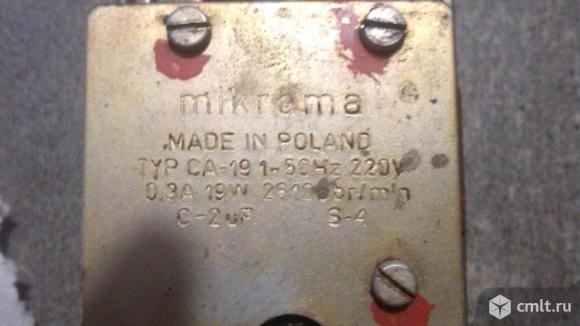 mikroma
MADE IN POLAND
TYP CA-19 1~50Hz 220V
0,3A 19W
C-2uF S-4
cmlt.ru